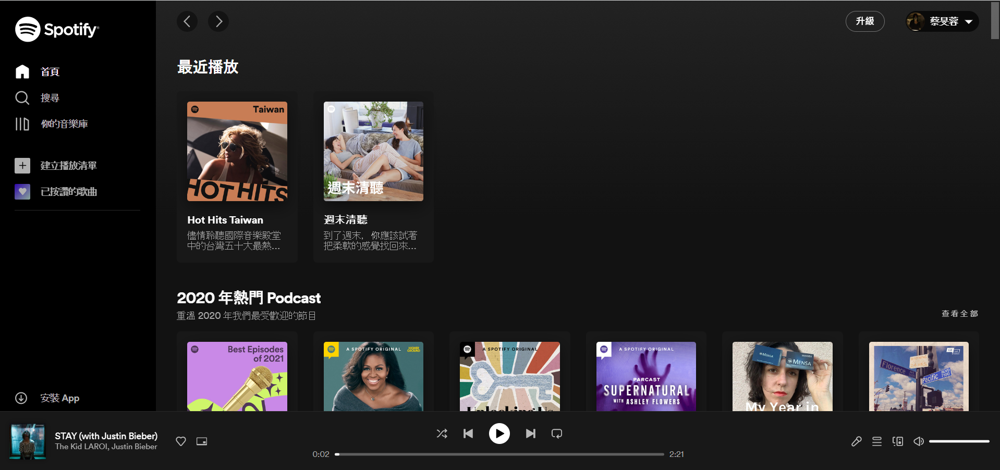 Spotify
首頁
搜尋
你的音樂庫
建立播放清單
已按讚的歌曲
安裝 App
升級
蔡旻蓉
最近播放
Taiwan
HOT HITS
Hot Hits Taiwan
儘情聆聽國際音樂殿堂
中的台灣五十大最熱...
週末清聽
週末清聽
到了週末，你應該試著
把柔軟的感覺找回來...
2020 年熱門 Podcast
重溫 2020 年我們最受歡迎的節目
查看全部
Best Episodes
of 2021
A SPOTIFY ORIGINAL
HIGHER
GROUND
A SPOTIFY ORIGINAL
Unlocking Us
A SPOTIFY ORIGINAL
PARCAST
SUPERNATURAL
WITH ASHLEY FLOWERS
MENSA
MEMBER
MENSA
My Year in
Florence
Pacific BLVD
7100
STAY
STAY (with Justin Bieber)
The Kid LAROI, Justin Bieber
0:02
2:21